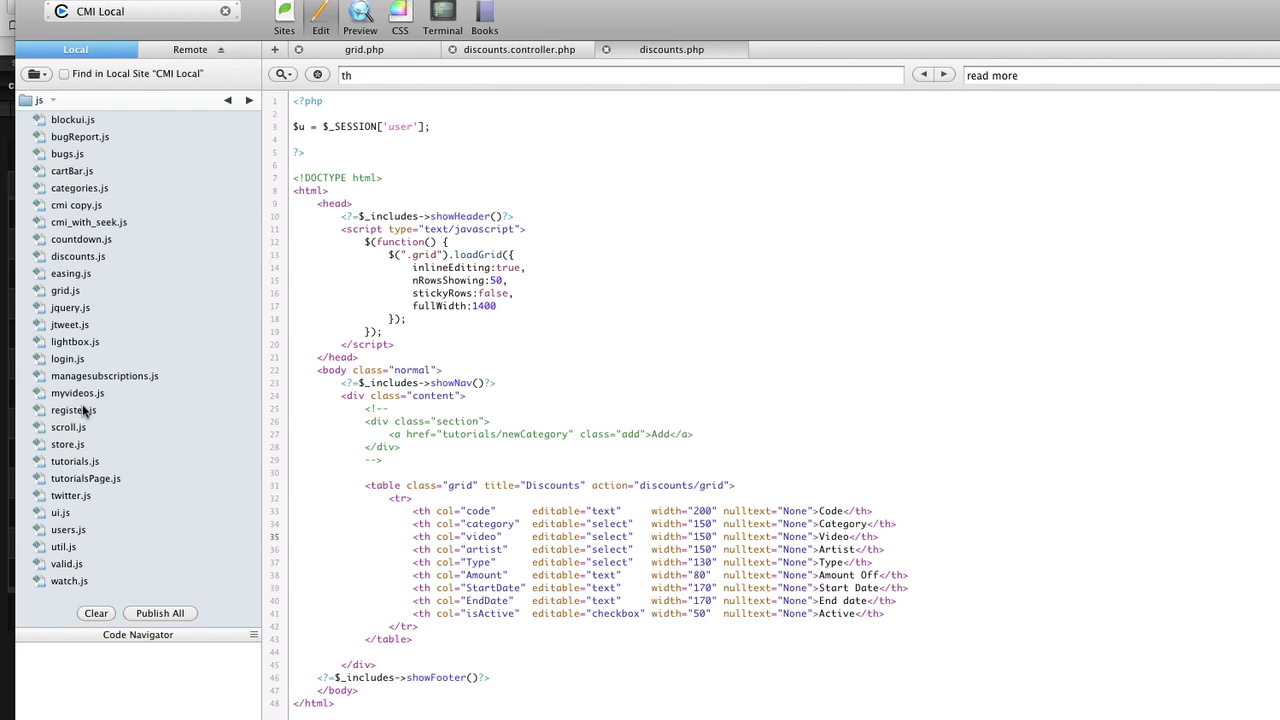 CMI Local
Sites Edit Preview CSS Terminal Books
Local Remote grid.php discounts.controller.php discounts.php
Find in Local Site "CMI Local"
th
read more
js
blockui.js
bugReport.js
bugs.js
cartBar.js
categories.js
cmi copy.js
cmi_with_seek.js
countdown.js
discounts.js
easing.js
grid.js
jquery.js
jtweet.js
lightbox.js
login.js
managesubscriptions.js
myvideos.js
register.js
scroll.js
store.js
tutorials.js
tutorialsPage.js
twitter.js
ui.js
users.js
util.js
valid.js
watch.js
Clear Publish All
Code Navigator
1 <?php
2
3 $u = $_SESSION['user'];
4
5 ?>
6
7 <!DOCTYPE html>
8 <html>
9 <head>
10 <?=$_includes->showHeader()?>
11 <script type="text/javascript">
12 $(function() {
13 $(".grid").loadGrid({
14 inlineEditing:true,
15 nRowsShowing:50,
16 stickyRows:false,
17 fullWidth:1400
18 });
19 });
20 </script>
21 </head>
22 <body class="normal">
23 <?=$_includes->showNav()?>
24 <div class="content">
25 <!--
26 <div class="section">
27 <a href="tutorials/newCategory" class="add">Add</a>
28 </div>
29 -->
30
31 <table class="grid" title="Discounts" action="discounts/grid">
32 <tr>
33 <th col="code" editable="text" width="200" nulltext="None">Code</th>
34 <th col="category" editable="select" width="150" nulltext="None">Category</th>
35 <th col="video" editable="select" width="150" nulltext="None">Video</th>
36 <th col="artist" editable="select" width="150" nulltext="None">Artist</th>
37 <th col="Type" editable="select" width="130" nulltext="None">Type</th>
38 <th col="Amount" editable="text" width="80" nulltext="None">Amount Off</th>
39 <th col="StartDate" editable="text" width="170" nulltext="None">Start Date</th>
40 <th col="EndDate" editable="text" width="170" nulltext="None">End date</th>
41 <th col="isActive" editable="checkbox" width="50" nulltext="None">Active</th>
42 </tr>
43 </table>
44
45 </div>
46 <?=$_includes->showFooter()?>
47 </body>
48 </html>